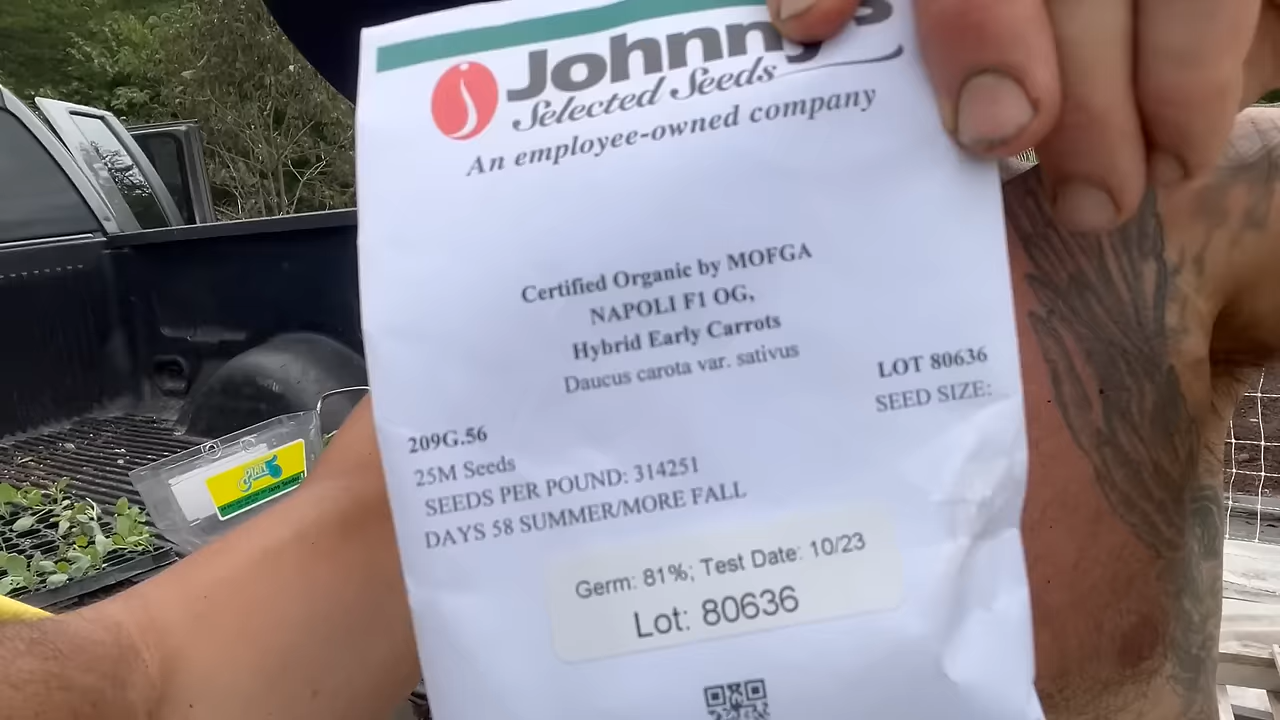 Johnny's
Selected Seeds
An employee-owned company
Certified Organic by MOFGA
NAPOLI F1 OG,
Hybrid Early Carrots
Daucus carota var. sativus
LOT 80636
SEED SIZE:
209G.56
25M Seeds
SEEDS PER POUND: 314251
DAYS 58 SUMMER/MORE FALL
Germ: 81%; Test Date: 10/23
Lot: 80636